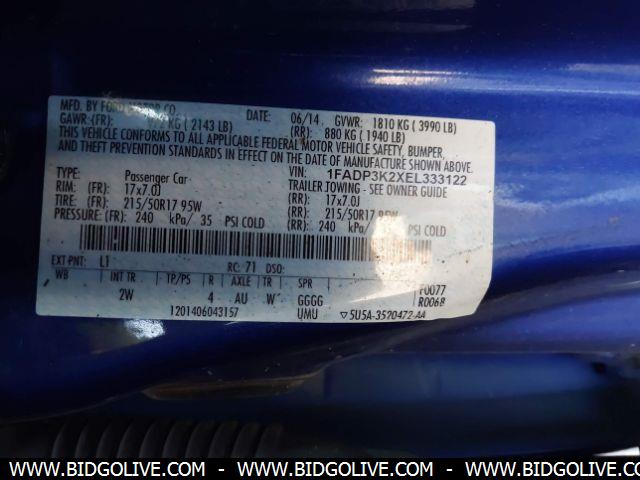 MFD. BY FORD MOTOR CO.
DATE: 06/14 GVWR: 1810 KG ( 3990 LB)
GAWR:(FR): KG ( 2143 LB) (RR): 880 KG ( 1940 LB)
THIS VEHICLE CONFORMS TO ALL APPLICABLE FEDERAL MOTOR VEHICLE SAFETY, BUMPER,
AND THEFT PREVENTION STANDARDS IN EFFECT ON THE DATE OF MANUFACTURE SHOWN ABOVE.
VIN: 1FADP3K2XEL333122
TYPE: Passenger Car TRAILER TOWING - SEE OWNER GUIDE
RIM: (FR): 17x7.0J (RR): 17x7.0J
TIRE: (FR): 215/50R17 95W (RR): 215/50R17 95W
PRESSURE: (FR): 240 kPa/ 35 PSI COLD (RR): 240 kPa/ PSI COLD
EXT PNT: L1 RC: 71 DSO:
WB INT TR TP/PS R AXLE TR SPR
2W 4 AU W GGGG F0077
R0068
1201406043157 UMU 5U5A-3520472-AA
WWW.BIDGOLIVE.COM - WWW.BIDGOLIVE.COM - WWW.BIDGOLIVE.COM